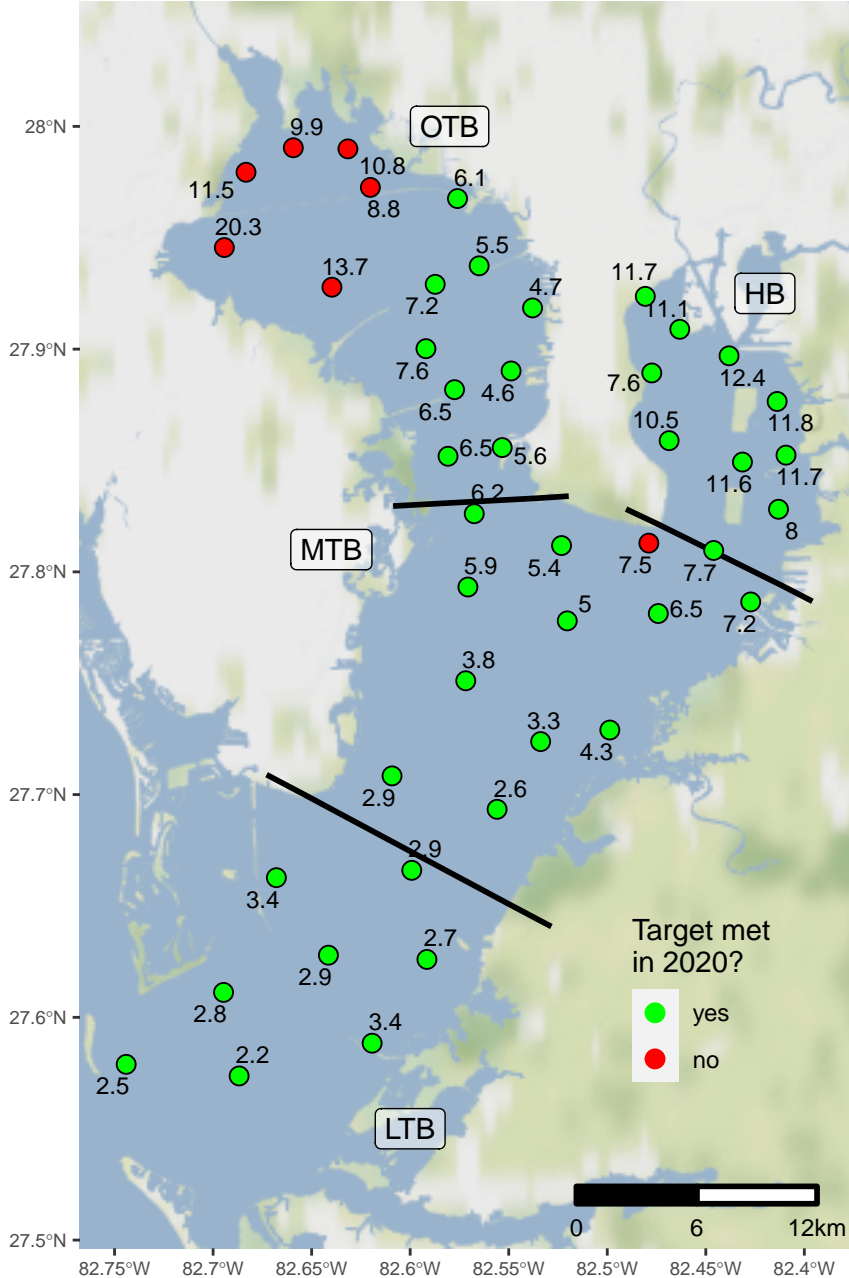 9.9
OTB
28°N
10.8
11.5
6.1
8.8
20.3
5.5
13.7
11.7
4.7
HB
7.2
11.1
27.9°N
7.6
12.4
7.6
4.6
6.5
11.8
10.5
6.5
5.6
11.6
11.7
6.2
8
MTB
5.4
7.5
7.7
27.8°N
5.9
5
6.5
7.2
3.8
3.3
4.3
27.7°N
2.9
2.6
2.9
3.4
Target met
in 2020?
2.7
2.9
yes
2.8
27.6°N
3.4
no
2.2
2.5
LTB
0
6
12km
27.5°N
82.75°W
82.7°W
82.65°W
82.6°W
82.55°W
82.5°W
82.45°W
82.4°W